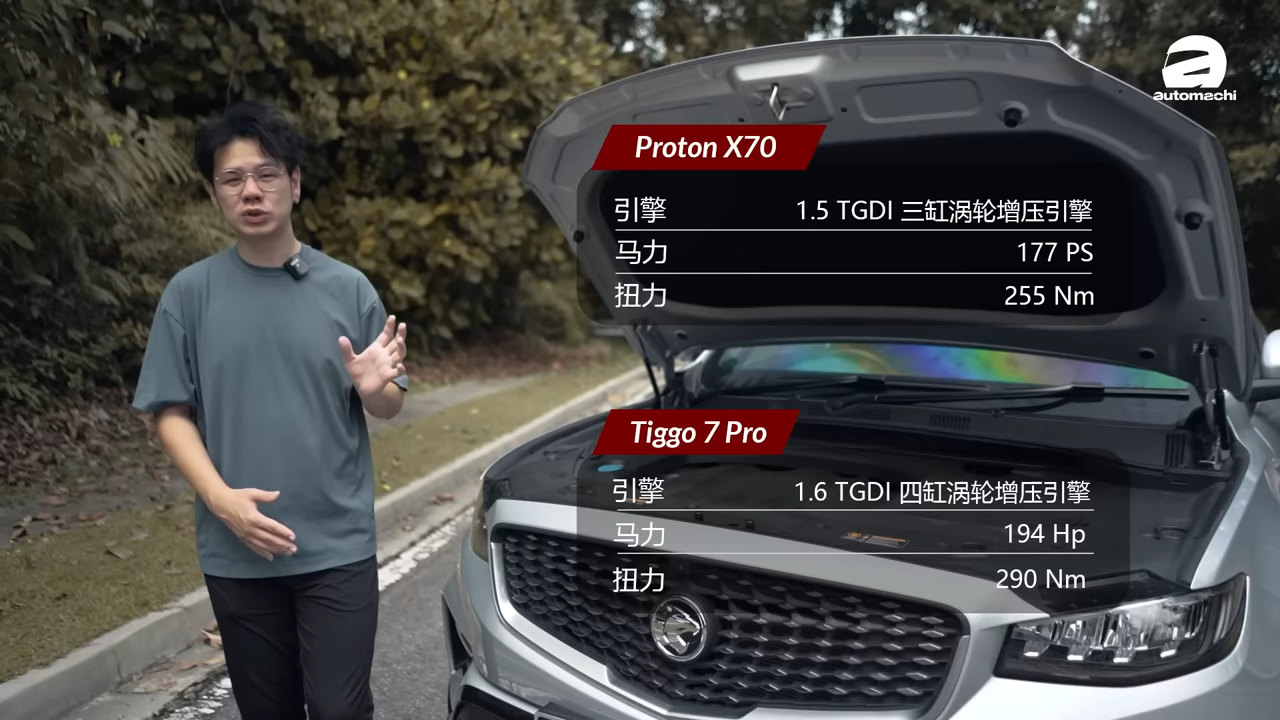 automachi
Proton X70
引擎 1.5 TGDI 三缸涡轮增压引擎
马力 177 PS
扭力 255 Nm
Tiggo 7 Pro
引擎 1.6 TGDI 四缸涡轮增压引擎
马力 194 Hp
扭力 290 Nm